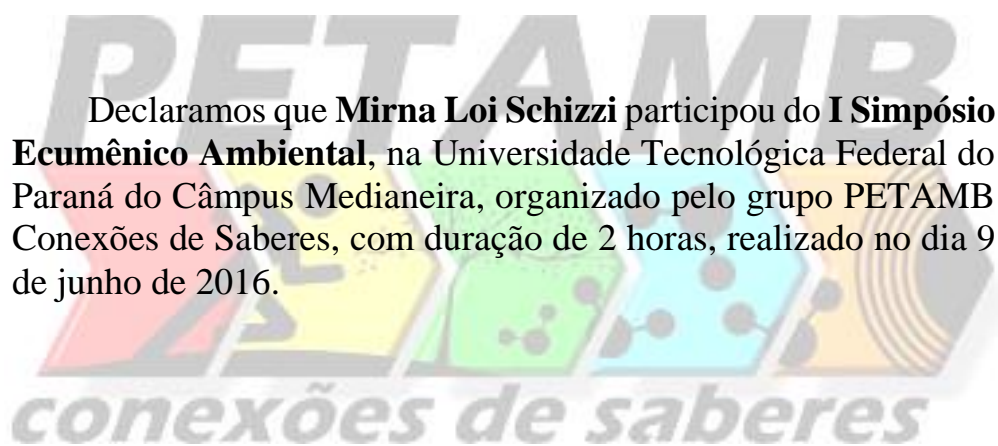 PETAMB
Declaramos que Mirna Loi Schizzi participou do I Simpósio
Ecumênico Ambiental, na Universidade Tecnológica Federal do
Paraná do Câmpus Medianeira, organizado pelo grupo PETAMB
Conexões de Saberes, com duração de 2 horas, realizado no dia 9
de junho de 2016.
conexões de saberes